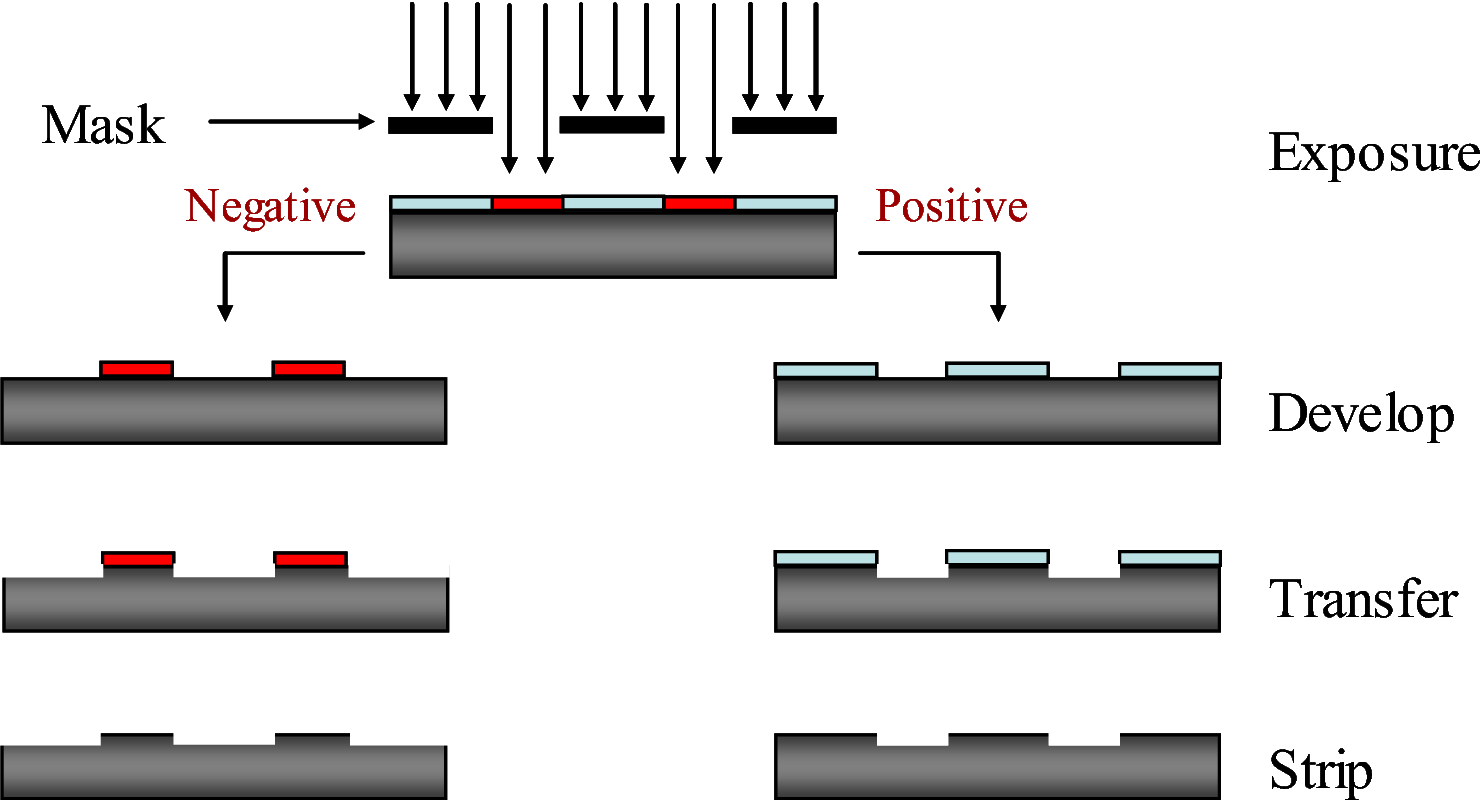 Mask
Exposure
Negative
Positive
Develop
Transfer
Strip